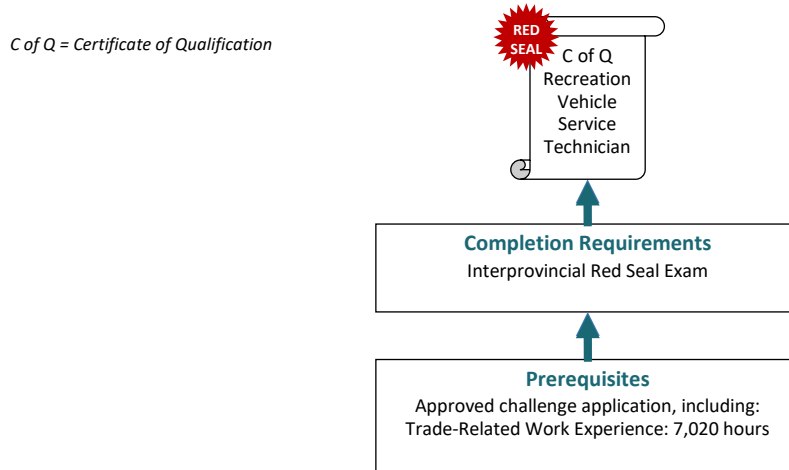 C of Q = Certificate of Qualification
RED
SEAL
C of Q
Recreation
Vehicle
Service
Technician
Completion Requirements
Interprovincial Red Seal Exam
Prerequisites
Approved challenge application, including:
Trade-Related Work Experience: 7,020 hours